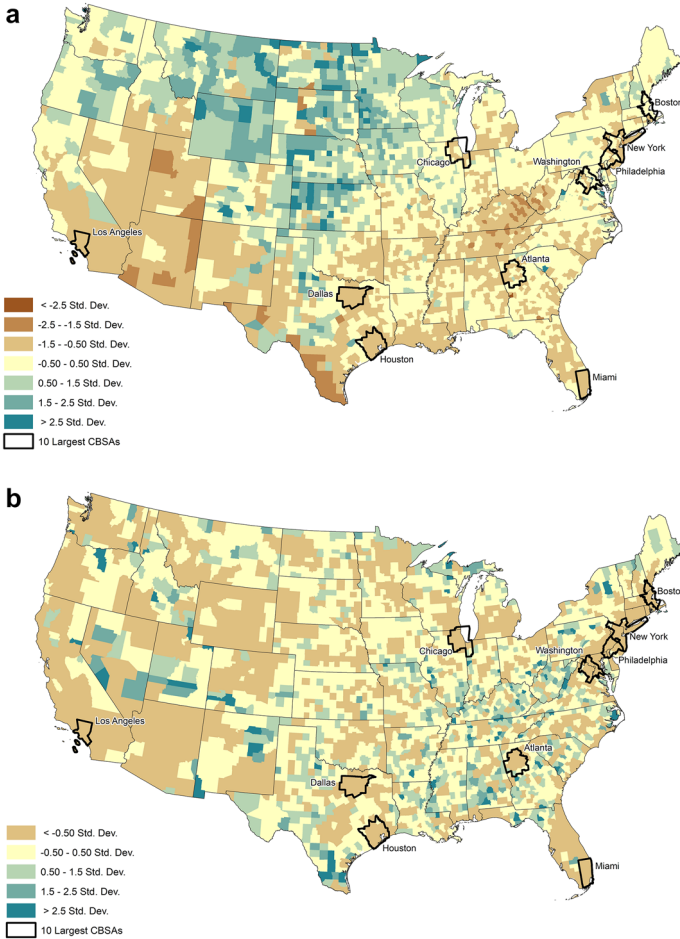 a
Boston
New York
Chicago
Washington
Philadelphia
Los Angeles
Atlanta
Dallas
Houston
Miami
< -2.5 Std. Dev.
-2.5 - -1.5 Std. Dev.
-1.5 - -0.50 Std. Dev.
-0.50 - 0.50 Std. Dev.
0.50 - 1.5 Std. Dev.
1.5 - 2.5 Std. Dev.
> 2.5 Std. Dev.
10 Largest CBSAs
b
Boston
New York
Chicago
Washington
Philadelphia
Los Angeles
Atlanta
Dallas
Houston
Miami
< -0.50 Std. Dev.
-0.50 - 0.50 Std. Dev.
0.50 - 1.5 Std. Dev.
1.5 - 2.5 Std. Dev.
> 2.5 Std. Dev.
10 Largest CBSAs